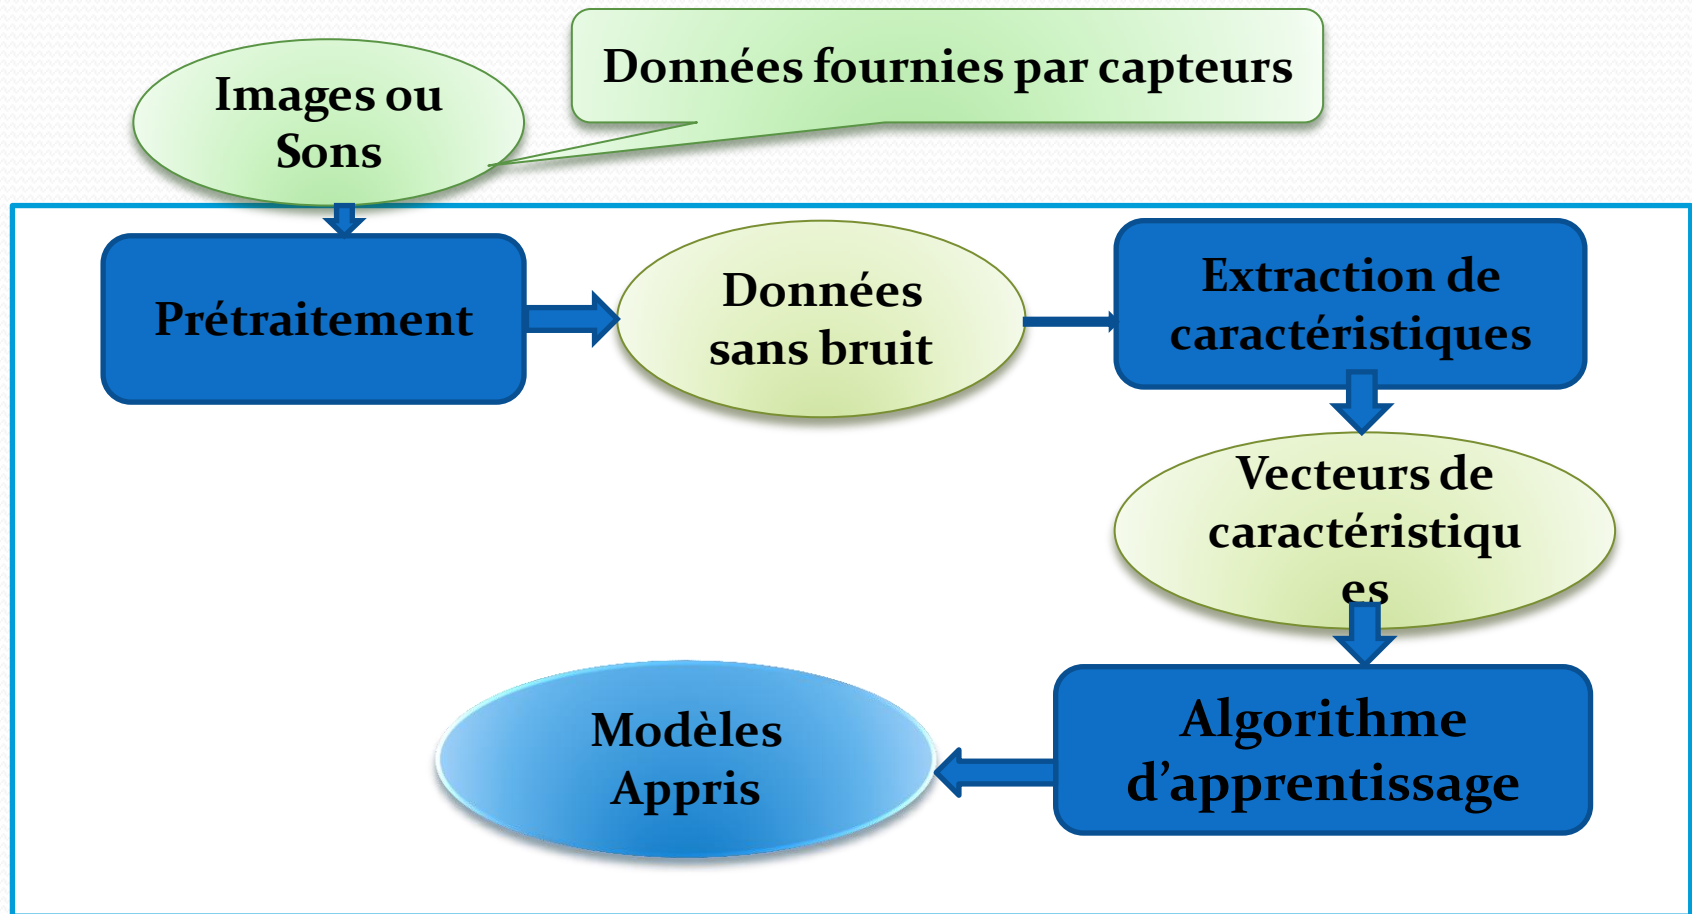 Données fournies par capteurs
Images ou
Sons
Prétraitement
Données
sans bruit
Extraction de
caractéristiques
Vecteurs de
caractéristiqu
es
Algorithme
d’apprentissage
Modèles
Appris